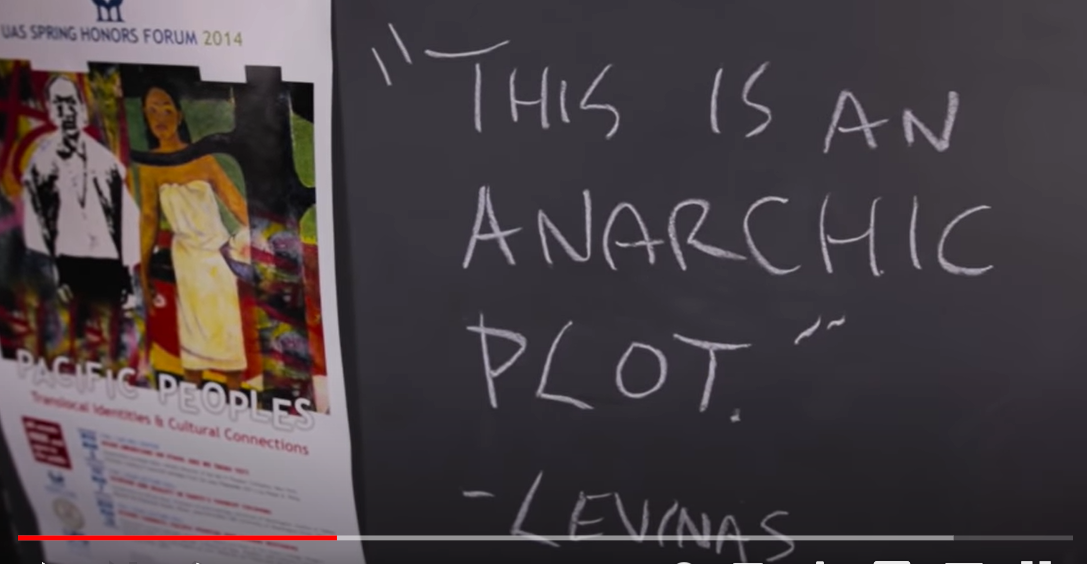 UAS SPRING HONORS FORUM 2014
PACIFIC PEOPLES
Translocal Identities & Cultural Connections
"THIS IS AN
ANARCHIC
PLOT."
-LEVINAS